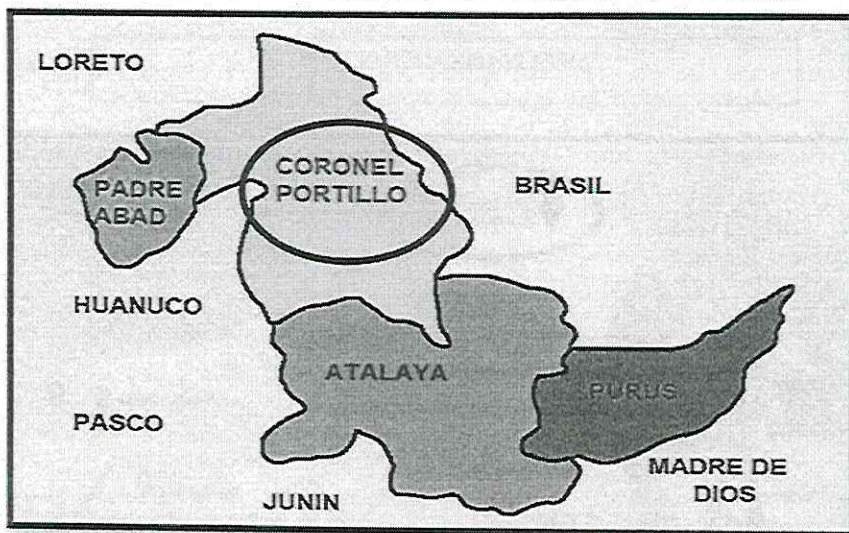 LORETO
CORONEL
PORTILLO
BRASIL
PADRE
ABAD
HUANUCO
ATALAYA
PURUS
PASCO
MADRE DE
DIOS
JUNIN